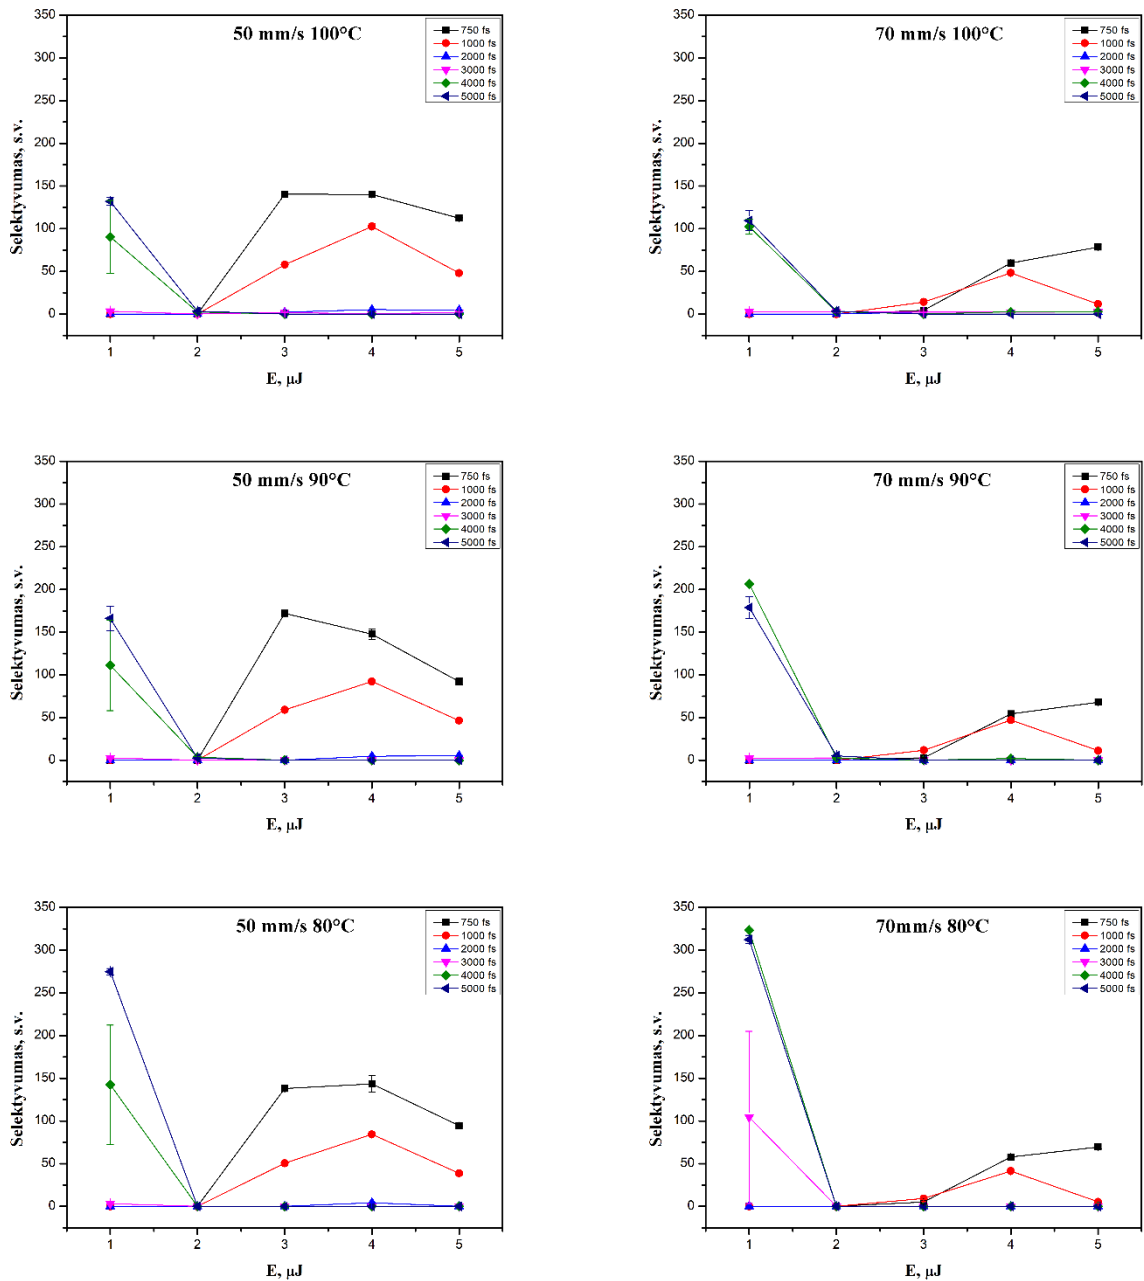 50 mm/s 100°C
750 fs
1000 fs
2000 fs
3000 fs
4000 fs
5000 fs
350
300
250
200
150
100
50
0
Selektyvumas, s.v.
1 2 3 4 5
E, μJ
70 mm/s 100°C
750 fs
1000 fs
2000 fs
3000 fs
4000 fs
5000 fs
350
300
250
200
150
100
50
0
Selektyvumas, s.v.
1 2 3 4 5
E, μJ
50 mm/s 90°C
750 fs
1000 fs
2000 fs
3000 fs
4000 fs
5000 fs
350
300
250
200
150
100
50
0
Selektyvumas, s.v.
1 2 3 4 5
E, μJ
70 mm/s 90°C
750 fs
1000 fs
2000 fs
3000 fs
4000 fs
5000 fs
350
300
250
200
150
100
50
0
Selektyvumas, s.v.
1 2 3 4 5
E, μJ
50 mm/s 80°C
750 fs
1000 fs
2000 fs
3000 fs
4000 fs
5000 fs
350
300
250
200
150
100
50
0
Selektyvumas, s.v.
1 2 3 4 5
E, μJ
70mm/s 80°C
750 fs
1000 fs
2000 fs
3000 fs
4000 fs
5000 fs
350
300
250
200
150
100
50
0
Selektyvumas, s.v.
1 2 3 4 5
E, μJ